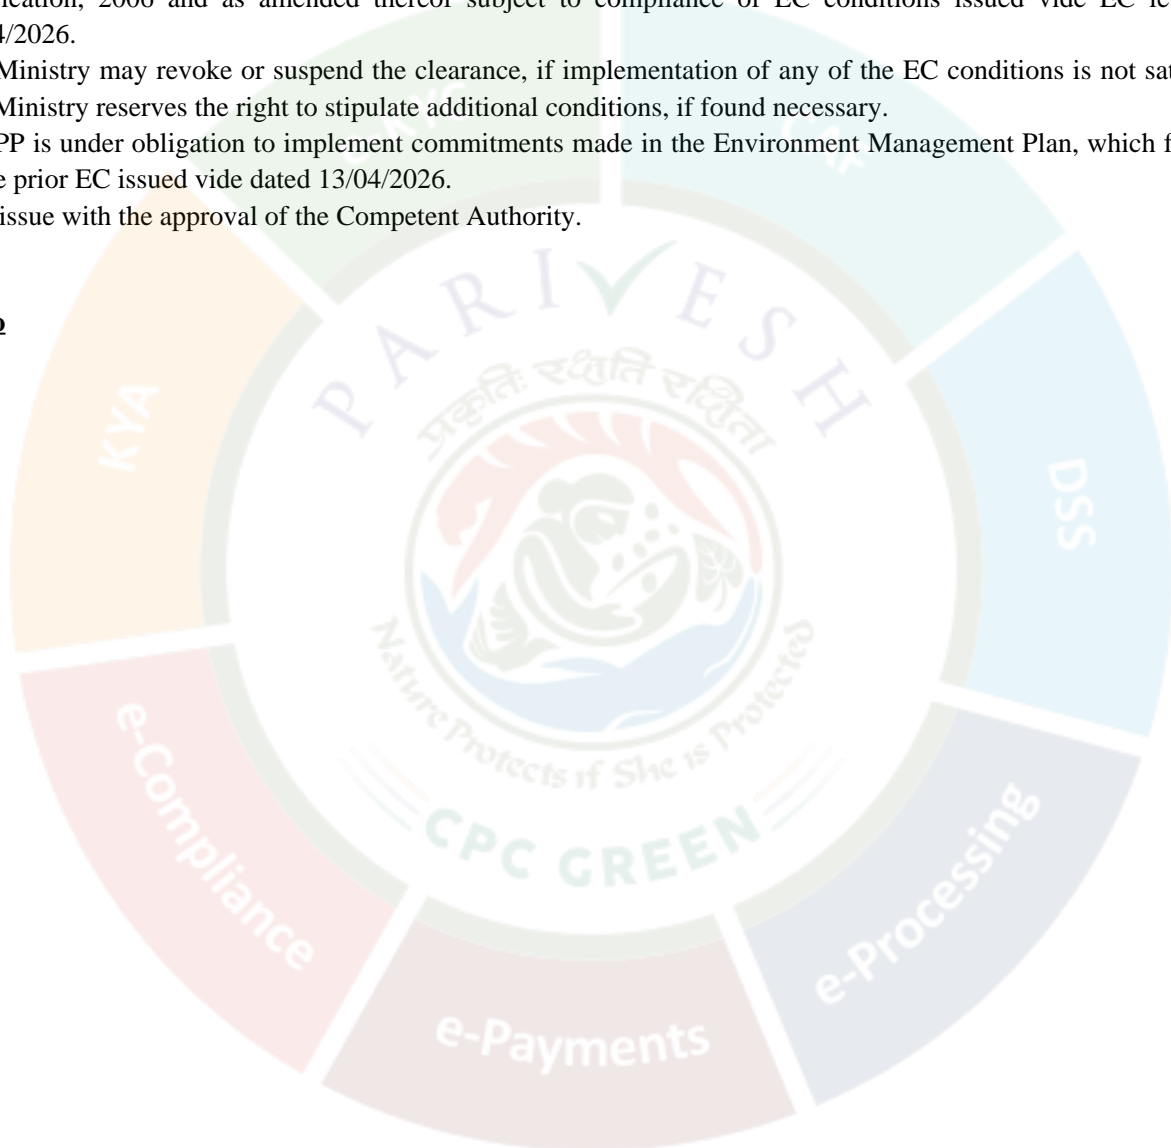 2006 and as amended thereof subject to compliance of EC conditions issued vide EC
4/2026.
Ministry may revoke or suspend the clearance, if implementation of any of the EC conditions is not
Ministry reserves the right to stipulate additional conditions, if found necessary.
PP is under obligation to implement commitments made in the Environment Management Plan, which
prior EC issued vide dated 13/04/2026.
issue with the approval of the Competent Authority.
CAF
PARIVESH
प्रकृतिः रक्षति रक्षिता
KYA
DSS
Nature Protects if She is Protected
CPC GREEN
e-Compliance
e-Processing
e-Payments